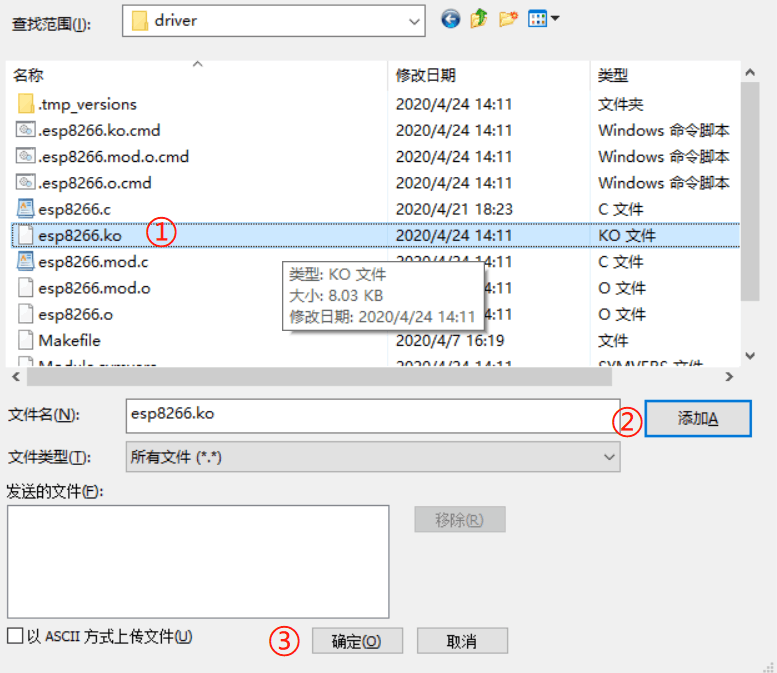 查找范围(I): driver
名称 修改日期 类型
.tmp_versions 2020/4/24 14:11 文件夹
.esp8266.ko.cmd 2020/4/24 14:11 Windows 命令脚本
.esp8266.mod.o.cmd 2020/4/24 14:11 Windows 命令脚本
.esp8266.o.cmd 2020/4/24 14:11 Windows 命令脚本
esp8266.c 2020/4/21 18:23 C 文件
esp8266.ko ① 2020/4/24 14:11 KO 文件
esp8266.mod.c 2020/4/24 14:11 C 文件
类型: KO 文件
esp8266.mod.o 4:11 O 文件
大小: 8.03 KB
esp8266.o 4:11 O 文件
修改日期: 2020/4/24 14:11
Makefile 2020/4/7 16:19 文件
Module.symvers 2020/4/24 14:11 SYMVERS 文件
文件名(N): esp8266.ko ② 添加A
文件类型(T): 所有文件 (*.*)
发送的文件(F):
移除(R)
以 ASCII 方式上传文件(U) ③ 确定(O) 取消